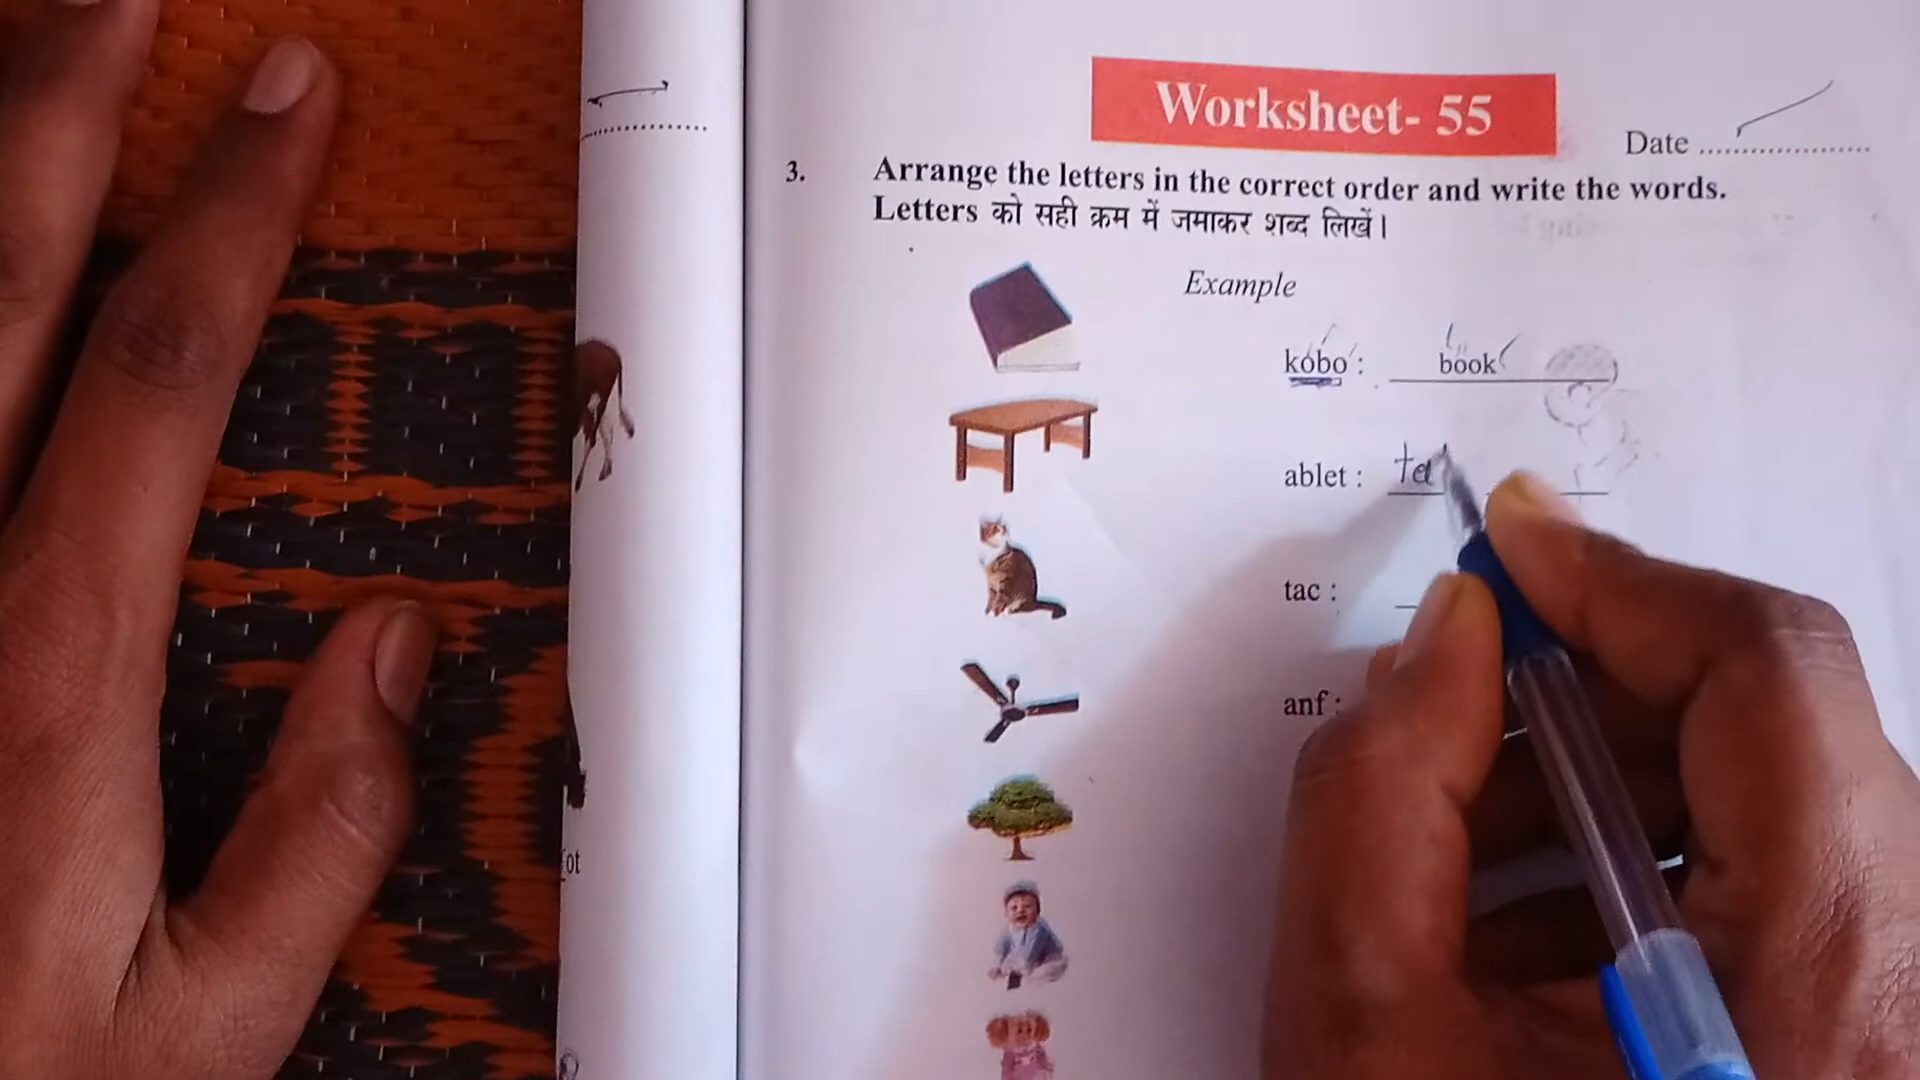 Worksheet- 55
Date ....................
3. Arrange the letters in the correct order and write the words.
Letters को सही क्रम में जमाकर शब्द लिखें।
Example
kobo : book
ablet : ta
tac :
anf :
ot